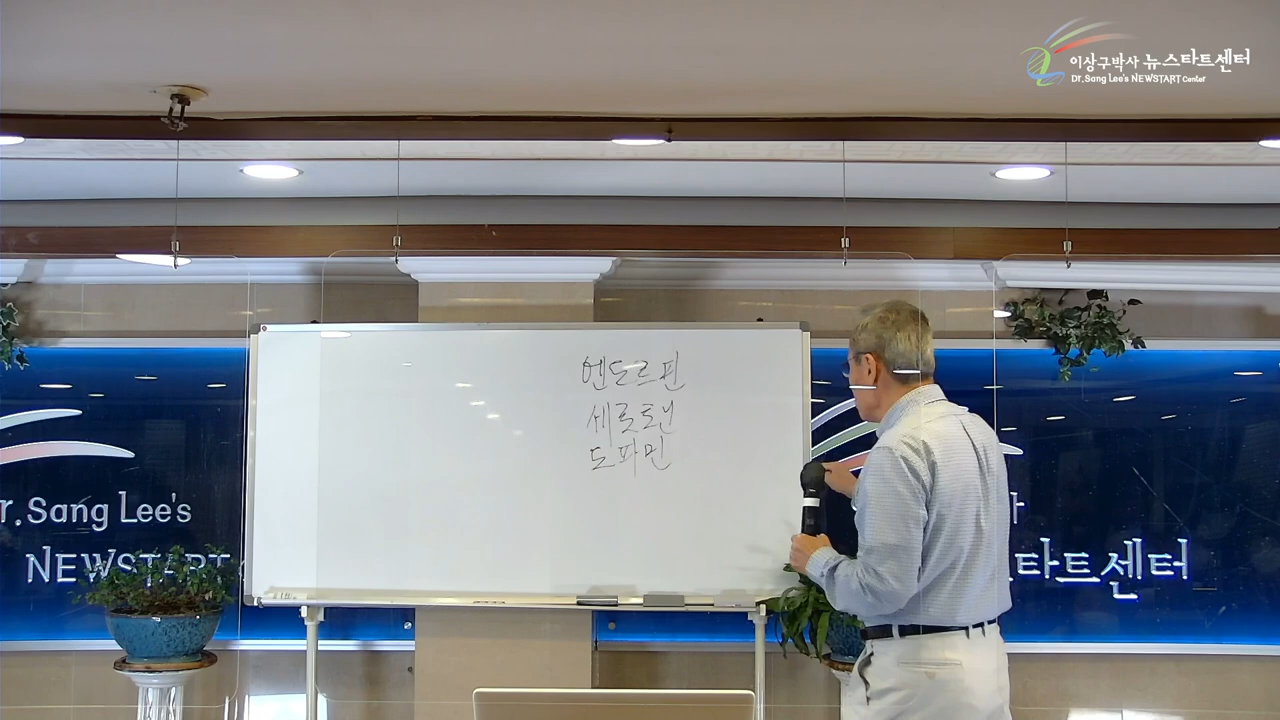 이상구박사 뉴스타트센터
Dr. Sang Lee's NEWSTART Center
엔도르핀
세로토닌
도파민
r. Sang Lee's
NEWSTART
스타트센터